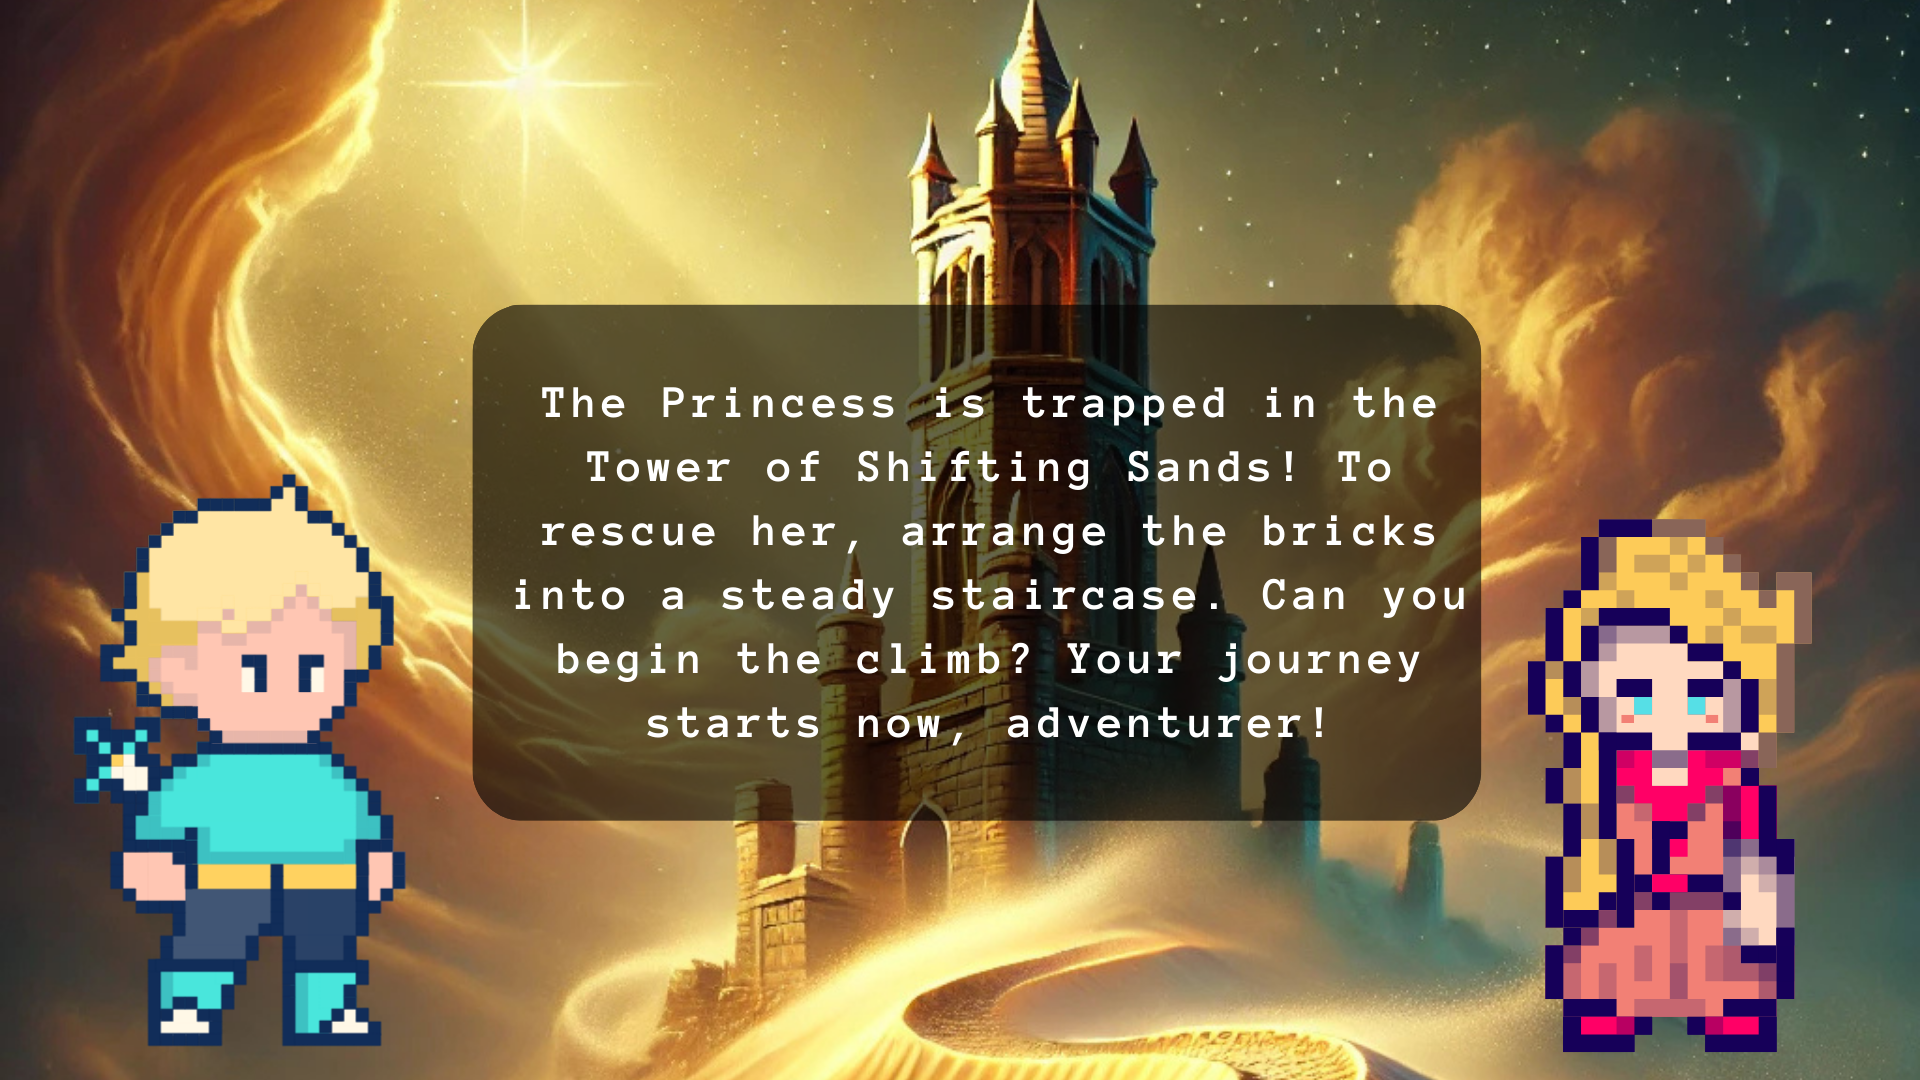 The Princess is trapped in the
Tower of Shifting Sands! To
rescue her, arrange the bricks
into a steady staircase. Can you
begin the climb? Your journey
starts now, adventurer!